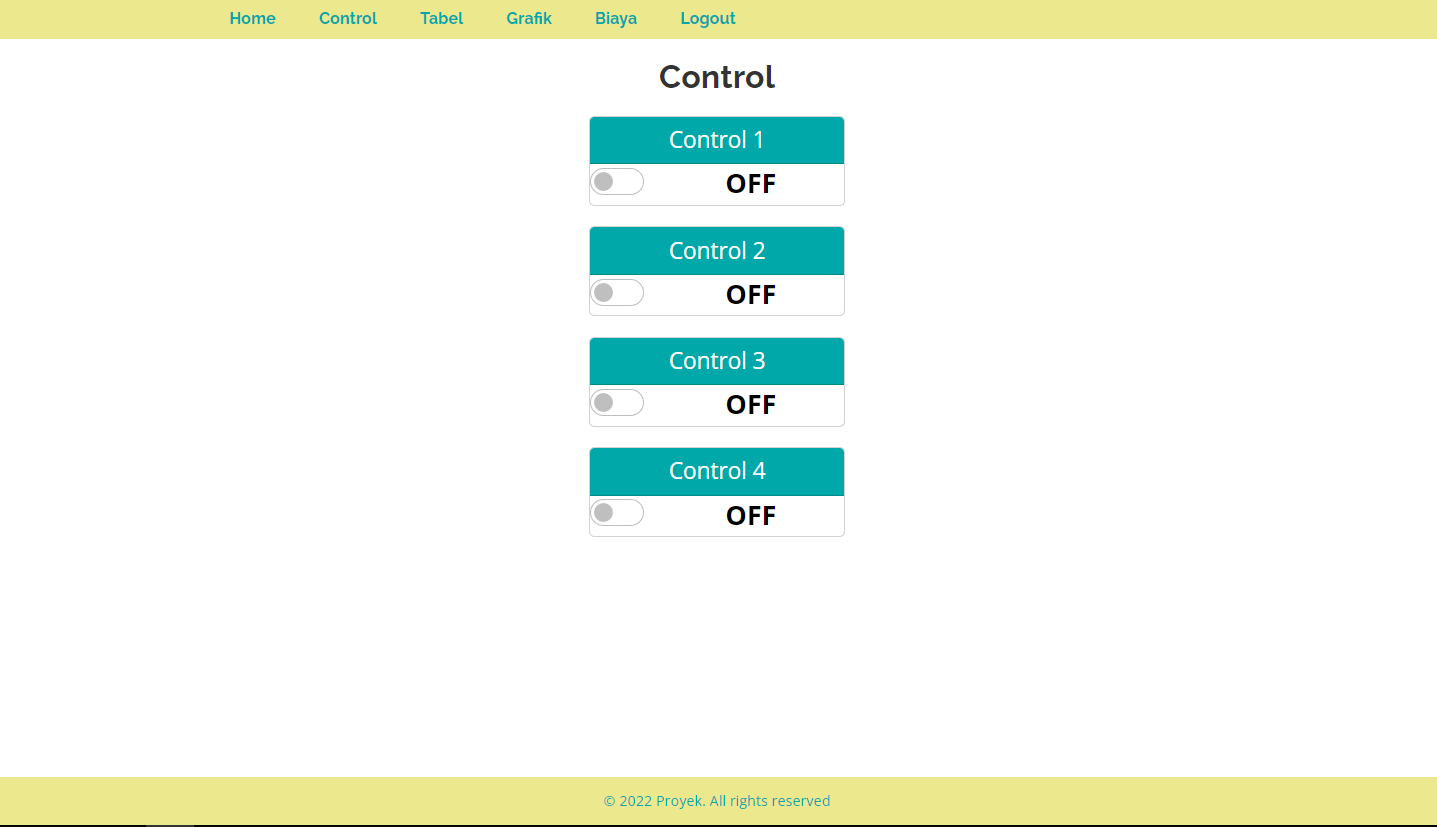 Home Control Tabel Grafik Biaya Logout
Control
Control 1
OFF
Control 2
OFF
Control 3
OFF
Control 4
OFF
© 2022 Proyek. All rights reserved